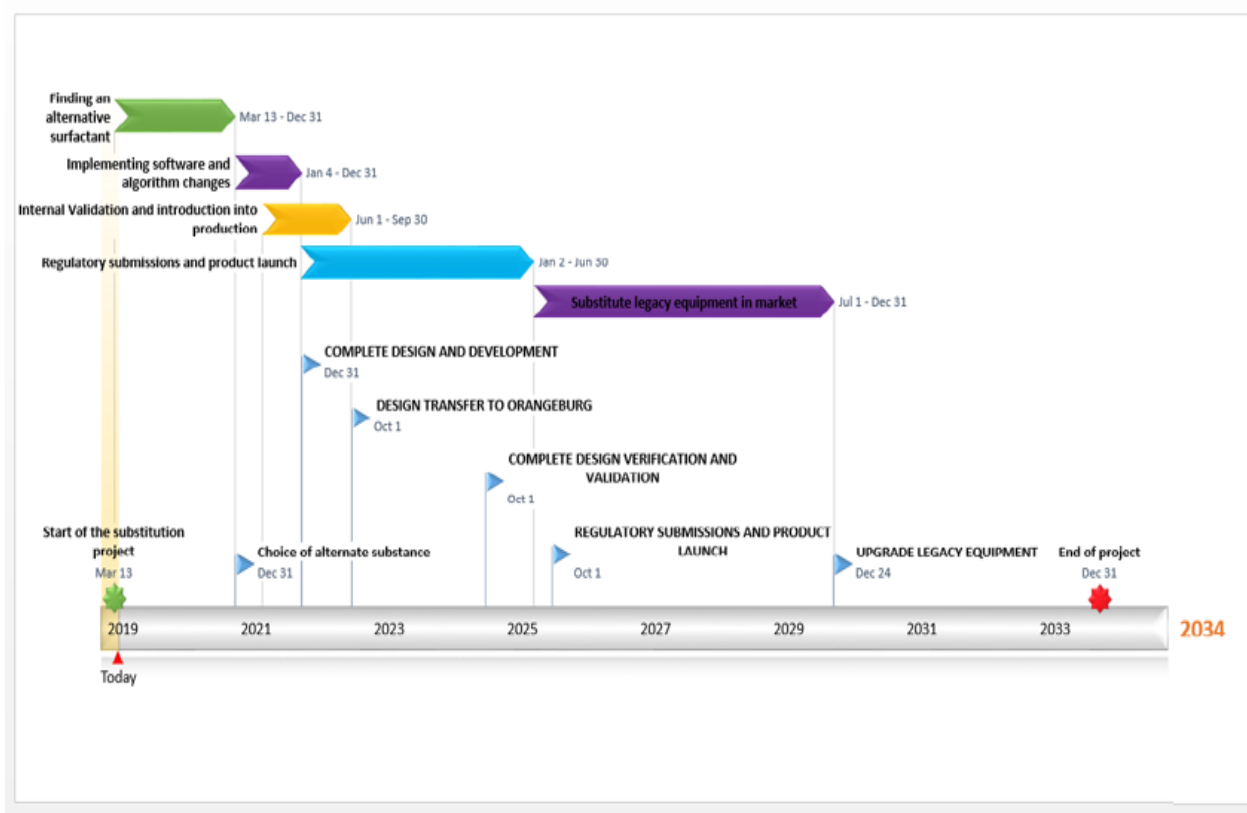 Finding an
alternative
surfactant
Mar 13 - Dec 31
Implementing software and
algorithm changes
Jan 4 - Dec 31
Internal Validation and introduction into
production
Jun 1 - Sep 30
Regulatory submissions and product launch
Jan 2 - Jun 30
Substitute legacy equipment in market
Jul 1 - Dec 31
COMPLETE DESIGN AND DEVELOPMENT
Dec 31
DESIGN TRANSFER TO ORANGEBURG
Oct 1
COMPLETE DESIGN VERIFICATION AND
VALIDATION
Oct 1
Start of the substitution
project
Mar 13
Choice of alternate substance
Dec 31
REGULATORY SUBMISSIONS AND PRODUCT
LAUNCH
Oct 1
UPGRADE LEGACY EQUIPMENT
Dec 24
End of project
Dec 31
2019 2021 2023 2025 2027 2029 2031 2033 2034
Today